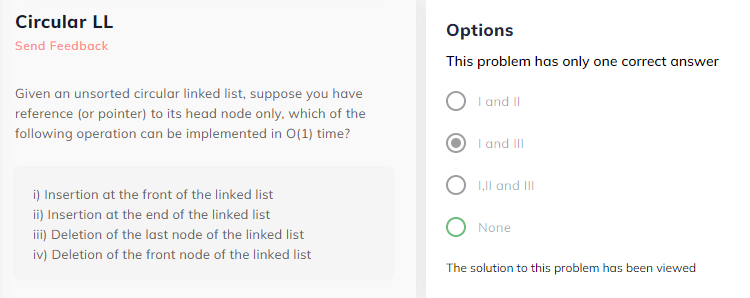 Circular LL
Send Feedback
Given an unsorted circular linked list, suppose you have
reference (or pointer) to its head node only, which of the
following operation can be implemented in O(1) time?
i) Insertion at the front of the linked list
ii) Insertion at the end of the linked list
iii) Deletion of the last node of the linked list
iv) Deletion of the front node of the linked list
Options
This problem has only one correct answer
I and II
I and III
I,II and III
None
The solution to this problem has been viewed